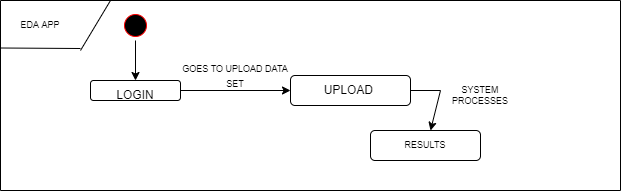 EDA APP
GOES TO UPLOAD DATA
SET
LOGIN
UPLOAD
SYSTEM
PROCESSES
RESULTS